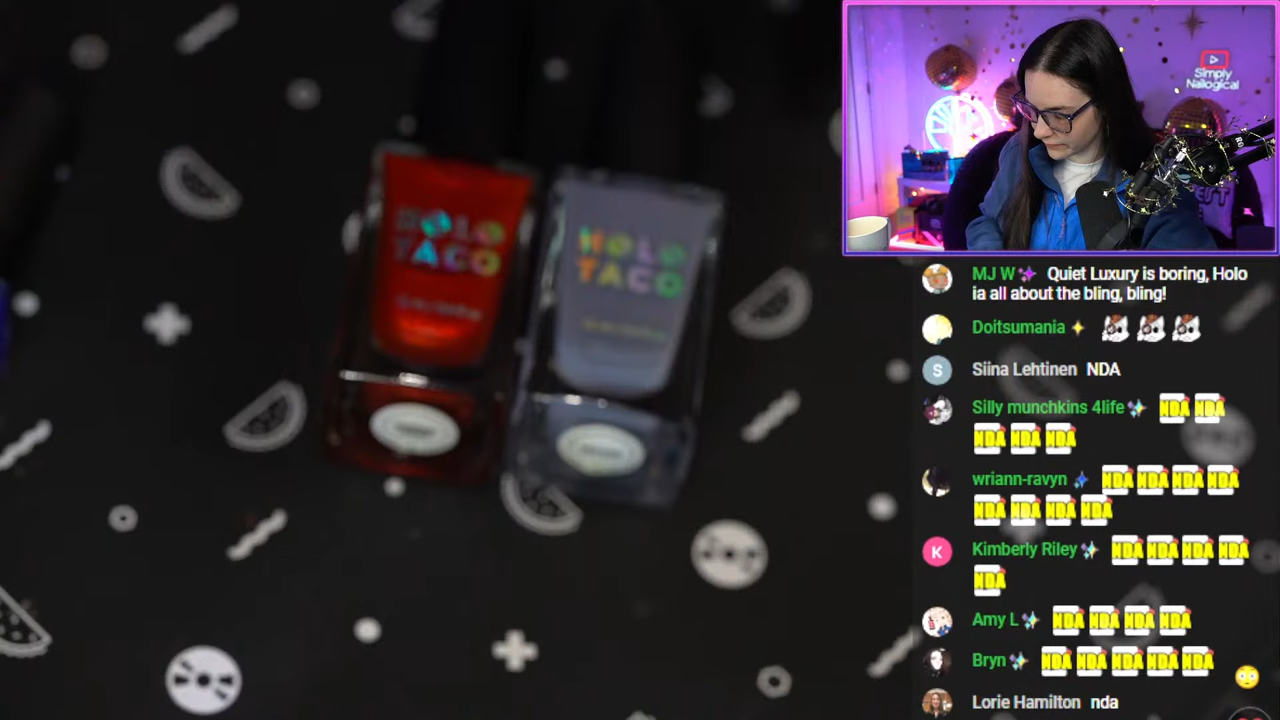 HOLO
TACO
HOLO
TACO
Simply
Nailogical
MJ W Quiet Luxury is boring, Holo
ia all about the bling, bling!
Doitsumania
S Siina Lehtinen NDA
Silly munchkins 4life NDA NDA
NDA NDA NDA
wriann-ravyn NDA NDA NDA NDA
NDA NDA NDA NDA
K Kimberly Riley NDA NDA NDA NDA
NDA
Amy L NDA NDA NDA NDA
Bryn NDA NDA NDA NDA NDA
Lorie Hamilton nda